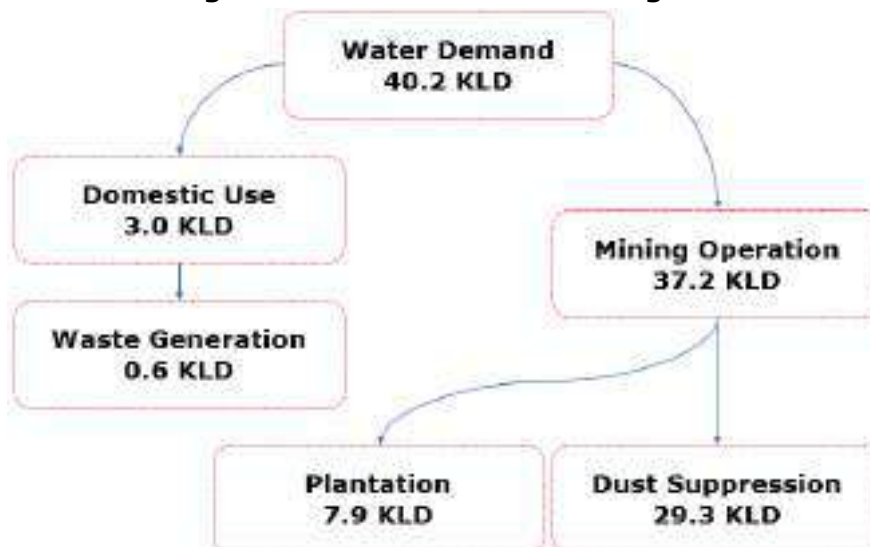 Water Demand
40.2 KLD
Domestic Use
3.0 KLD
Mining Operation
37.2 KLD
Waste Generation
0.6 KLD
Plantation
7.9 KLD
Dust Suppression
29.3 KLD